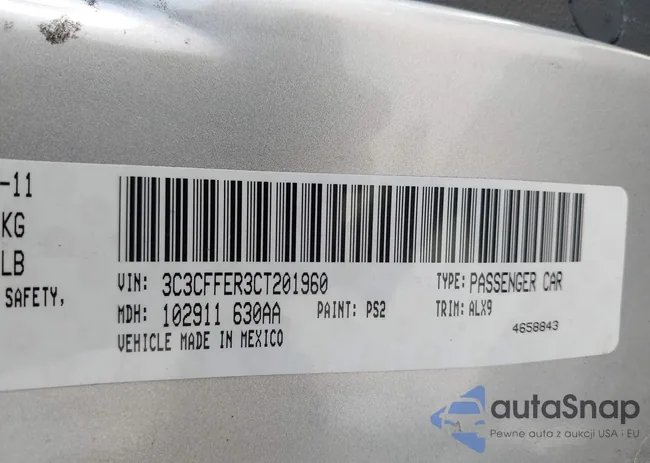 -11
KG
LB
SAFETY,
VIN: 3C3CFFER3CT201960 TYPE: PASSENGER CAR
MDH: 102911 630AA PAINT: PS2 TRIM: ALX9
VEHICLE MADE IN MEXICO 4658843
autaSnap
Pewne auta z aukcji USA i EU